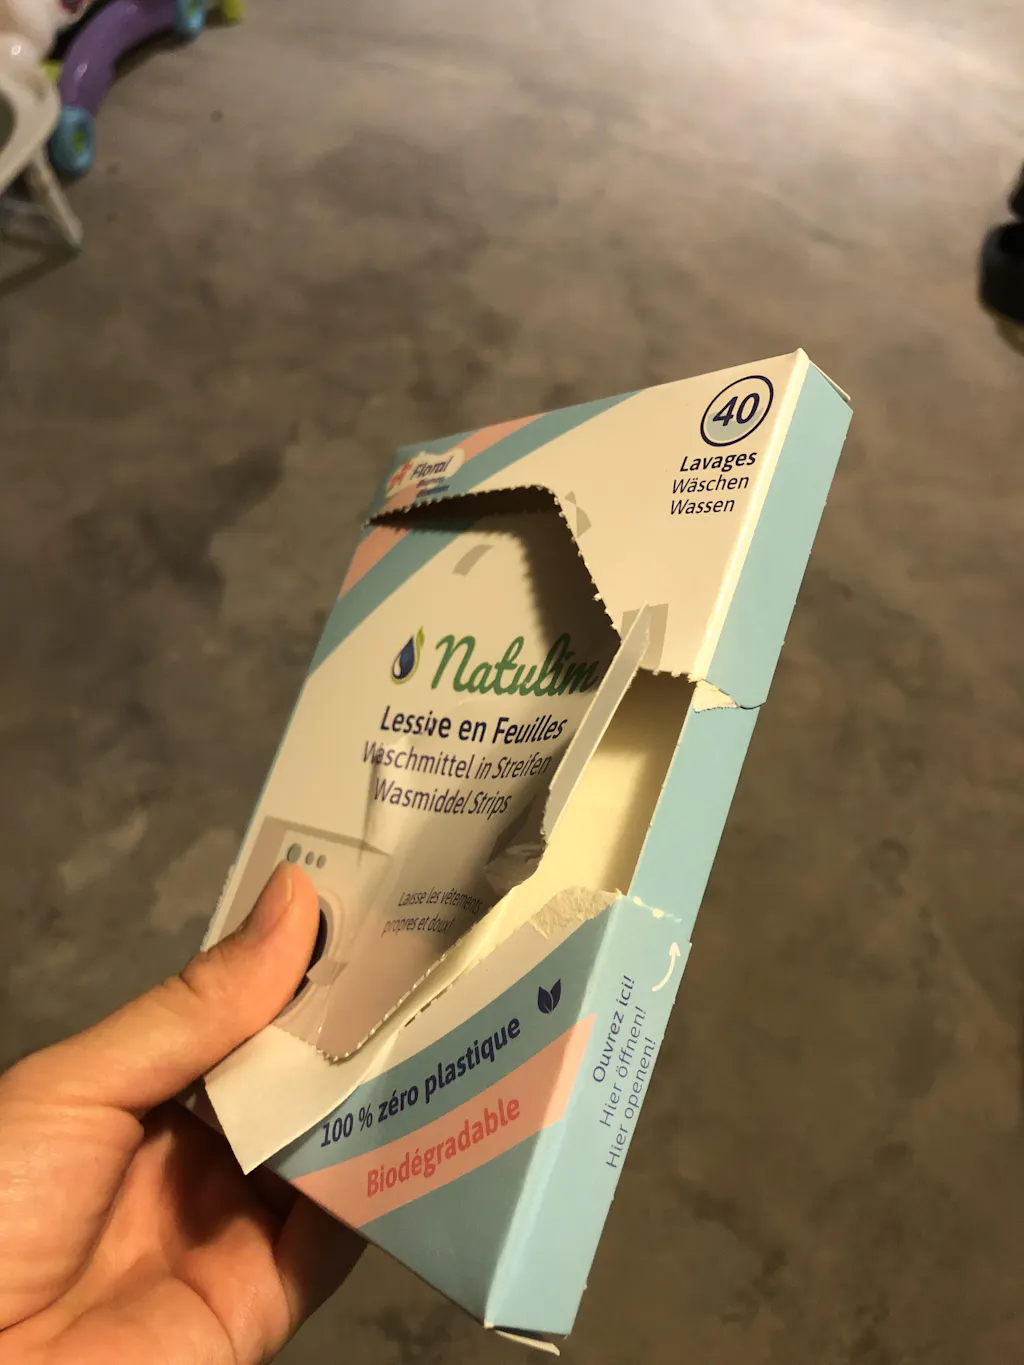 40
Lavages
Wäschen
Wassen
Floral
Natulim
Lessive en Feuilles
Waschmittel in Streifen
Wasmiddel Strips
Laisse les vêtements
propres et doux!
100 % zéro plastique
Biodégradable
Ouvrez ici!
Hier öffnen!
Hier openen!